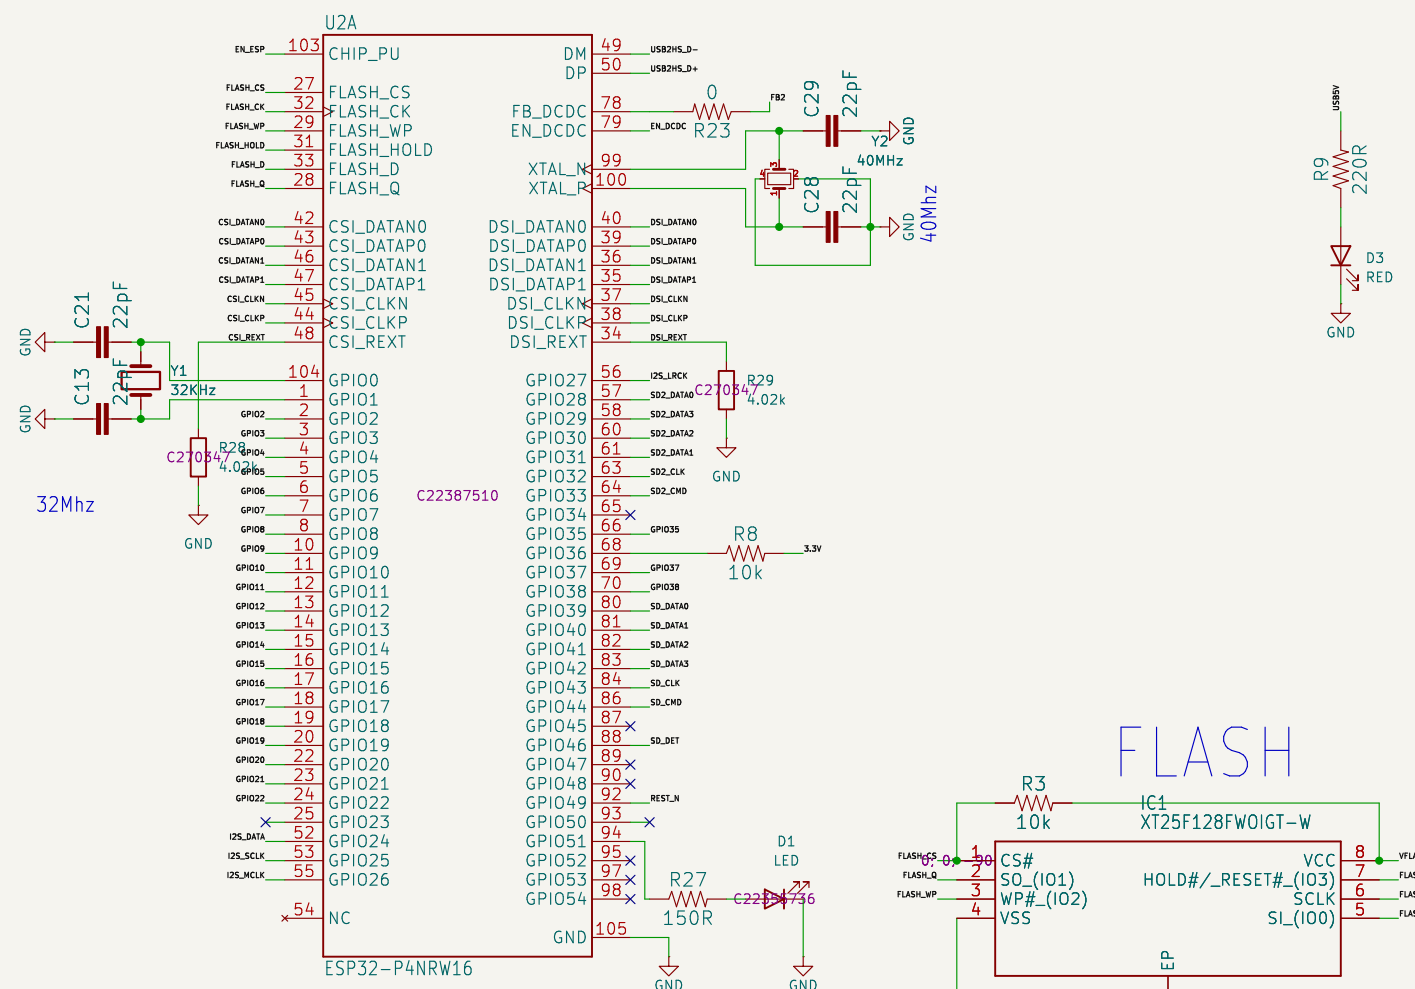 U2A
EN_ESP 103 CHIP_PU
FLASH_CS 27 FLASH_CS
FLASH_CK 32 FLASH_CK
FLASH_WP 29 FLASH_WP
FLASH_HOLD 31 FLASH_HOLD
FLASH_D 33 FLASH_D
FLASH_Q 28 FLASH_Q
CSI_DATAN0 42 CSI_DATAN0
CSI_DATAP0 43 CSI_DATAP0
CSI_DATAN1 46 CSI_DATAN1
CSI_DATAP1 47 CSI_DATAP1
CSI_CLKN 45 CSI_CLKN
CSI_CLKP 44 CSI_CLKP
CSI_REXT 48 CSI_REXT
104 GPIO0
1 GPIO1
GPIO2 2 GPIO2
GPIO3 3 GPIO3
GPIO4 4 GPIO4
GPIO5 5 GPIO5
GPIO6 6 GPIO6
GPIO7 7 GPIO7
GPIO8 8 GPIO8
GPIO9 10 GPIO9
GPIO10 11 GPIO10
GPIO11 12 GPIO11
GPIO12 13 GPIO12
GPIO13 14 GPIO13
GPIO14 15 GPIO14
GPIO15 16 GPIO15
GPIO16 17 GPIO16
GPIO17 18 GPIO17
GPIO18 19 GPIO18
GPIO19 20 GPIO19
GPIO20 22 GPIO20
GPIO21 23 GPIO21
GPIO22 24 GPIO22
25 GPIO23
I2S_DATA 52 GPIO24
I2S_SCLK 53 GPIO25
I2S_MCLK 55 GPIO26
54 NC
ESP32-P4NRW16
C22387510
DM 49 USB2HS_D-
DP 50 USB2HS_D+
FB_DCDC 78
EN_DCDC 79 EN_DCDC
XTAL_N 99
XTAL_P 100
DSI_DATAN0 40 DSI_DATAN0
DSI_DATAP0 39 DSI_DATAP0
DSI_DATAN1 36 DSI_DATAN1
DSI_DATAP1 35 DSI_DATAP1
DSI_CLKN 37 DSI_CLKN
DSI_CLKP 38 DSI_CLKP
DSI_REXT 34 DSI_REXT
GPIO27 56 I2S_LRCK
GPIO28 57 SD2_DATA0
GPIO29 58 SD2_DATA3
GPIO30 60 SD2_DATA2
GPIO31 61 SD2_DATA1
GPIO32 63 SD2_CLK
GPIO33 64 SD2_CMD
GPIO34 65
GPIO35 66 GPIO35
GPIO36 68
GPIO37 69 GPIO37
GPIO38 70 GPIO38
GPIO39 80 SD_DATA0
GPIO40 81 SD_DATA1
GPIO41 82 SD_DATA2
GPIO42 83 SD_DATA3
GPIO43 84 SD_CLK
GPIO44 86 SD_CMD
GPIO45 87
GPIO46 88 SD_DET
GPIO47 89
GPIO48 90
GPIO49 92 REST_N
GPIO50 93
GPIO51 94
GPIO52 95
GPIO53 97
GPIO54 98
GND 105
GND
C21
22pF
GND
C13
22pF
GND
Y1
32KHz
R28
4.02k
C270347
GND
32Mhz
0
R23
FB2
C29
22pF
GND
Y2
40MHz
3
4
2
1
C28
22pF
GND
40Mhz
R29
4.02k
C270347
GND
R8
10k
3.3V
R27
150R
D1
LED
C22355736
GND
USB5V
R9
220R
D3
RED
GND
FLASH
R3
10k
IC1
XT25F128FWOIGT-W
FLASH_CS 1 CS#
FLASH_Q 2 SO_(IO1)
FLASH_WP 3 WP#_(IO2)
4 VSS
VCC 8
HOLD#/_RESET#_(IO3) 7
SCLK 6
SI_(IO0) 5
EP